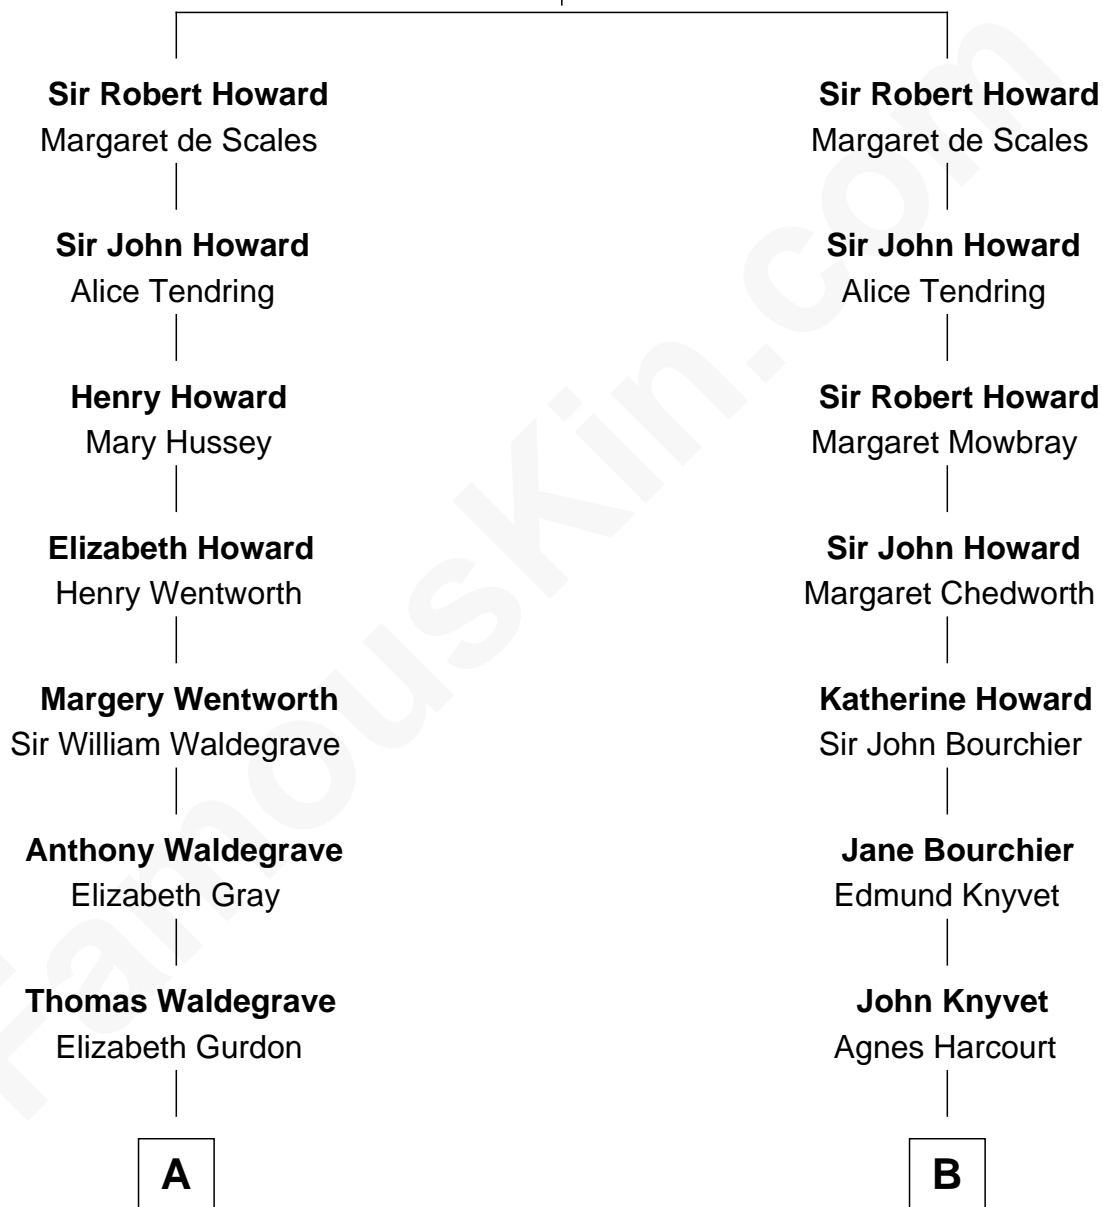 Sir Robert Howard
Margaret de Scales
Sir John Howard
Alice Tendring
Henry Howard
Mary Hussey
Elizabeth Howard
Henry Wentworth
Margery Wentworth
Sir William Waldegrave
Anthony Waldegrave
Elizabeth Gray
Thomas Waldegrave
Elizabeth Gurdon
A
Sir Robert Howard
Margaret de Scales
Sir John Howard
Alice Tendring
Sir Robert Howard
Margaret Mowbray
Sir John Howard
Margaret Chedworth
Katherine Howard
Sir John Bourchier
Jane Bourchier
Edmund Knyvet
John Knyvet
Agnes Harcourt
B
FamousKin.com